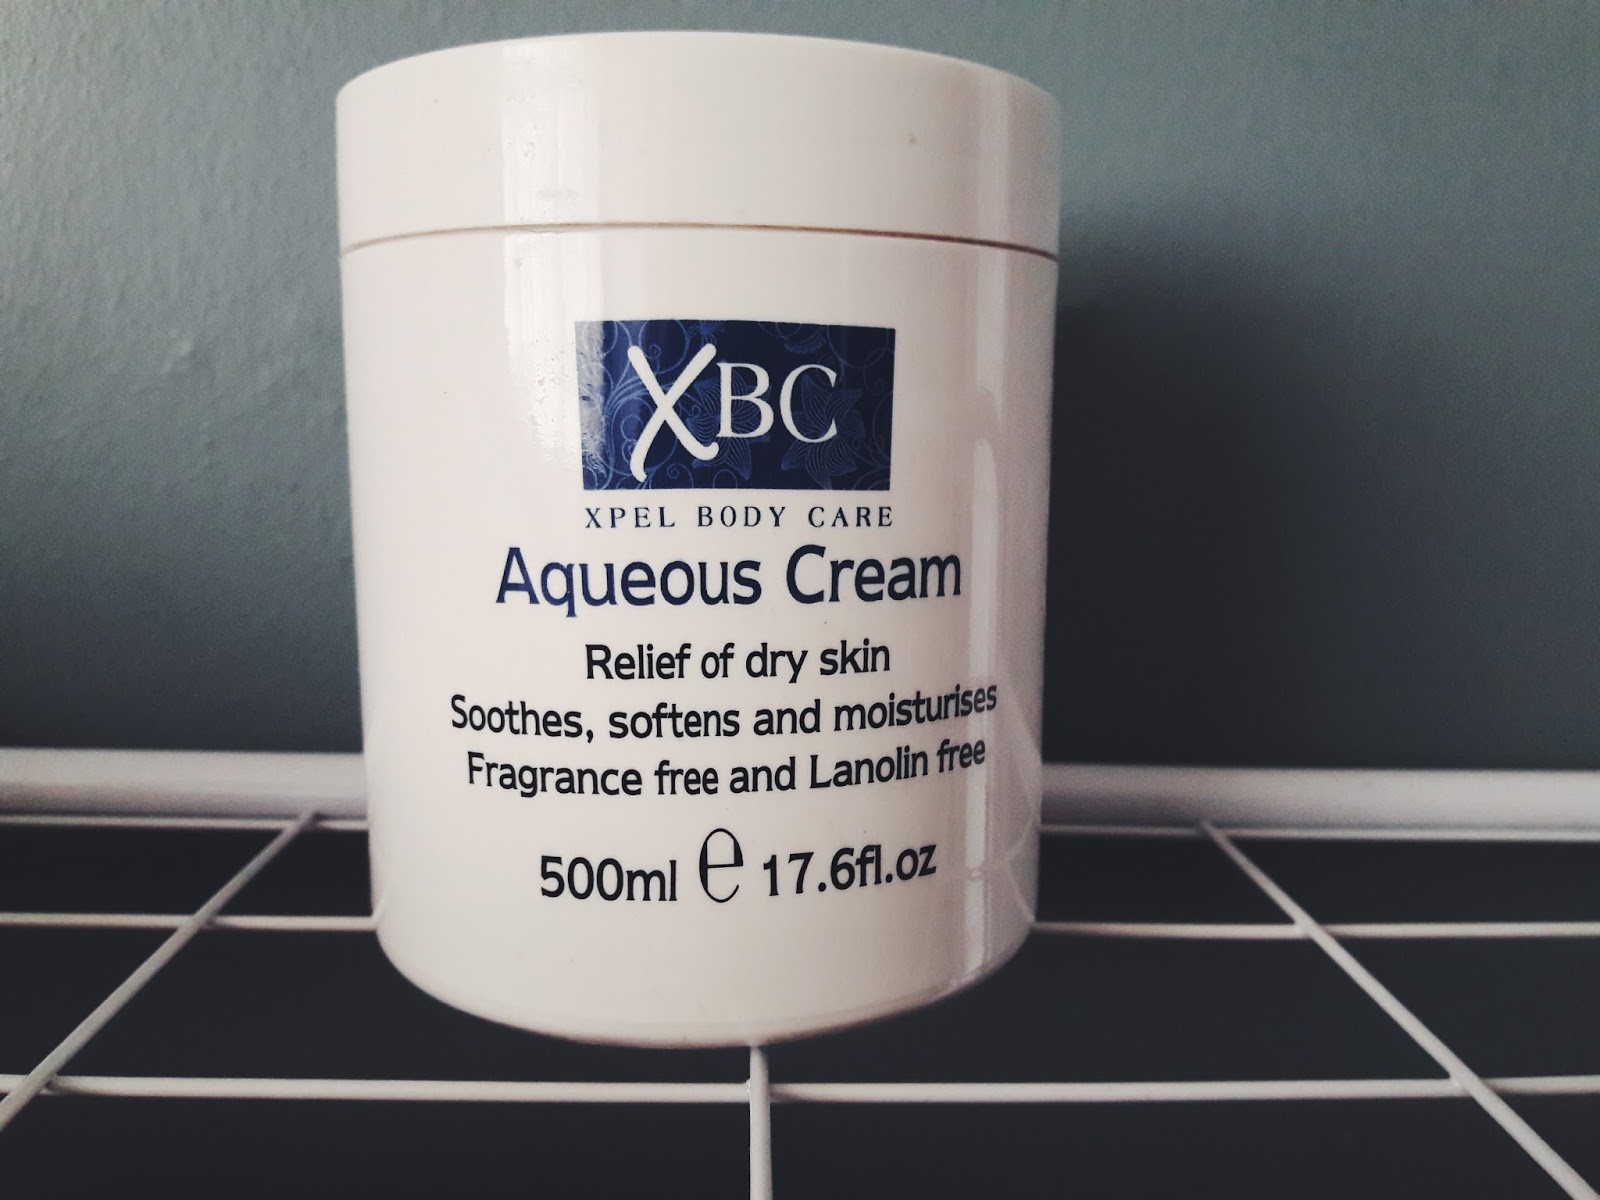 XBC
XPEL BODY CARE
Aqueous Cream
Relief of dry skin
Soothes, softens and moisturises
Fragrance free and Lanolin free
500ml ℮ 17.6fl.oz